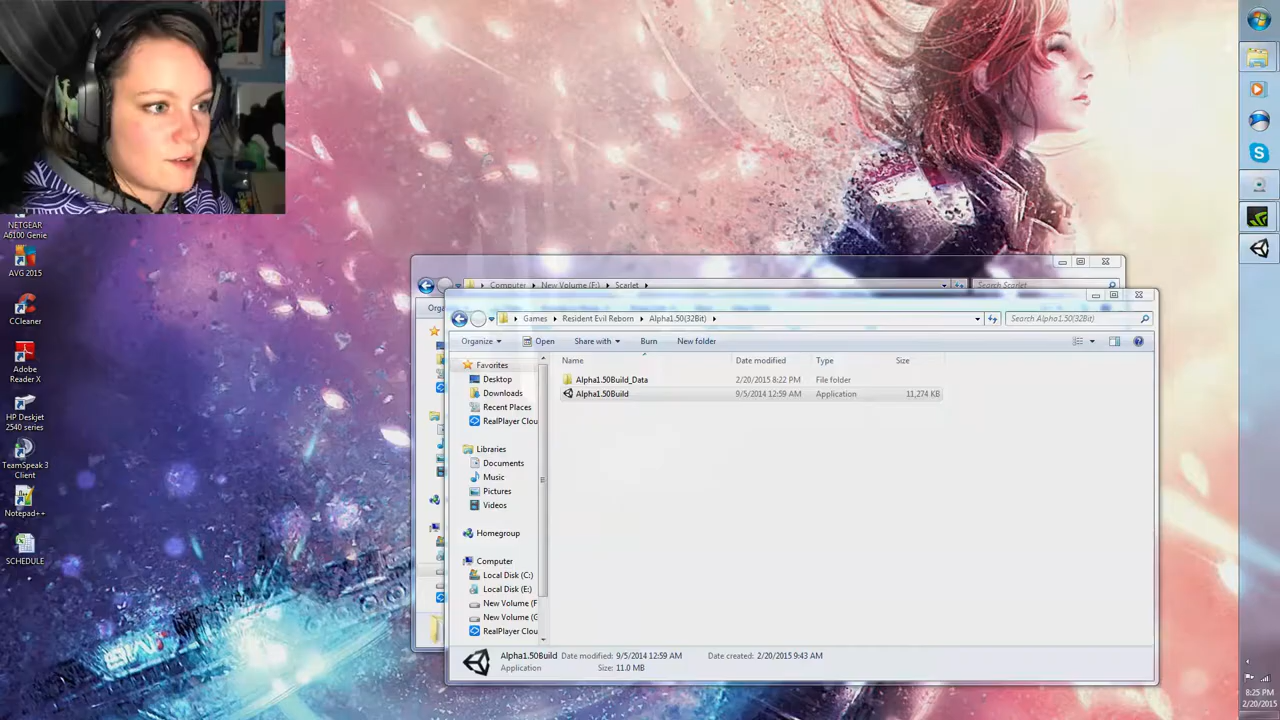 NETGEAR
A6100 Genie
AVG 2015
CCleaner
Adobe
Reader X
HP Deskjet
2540 series
TeamSpeak 3
Client
Notepad++
SCHEDULE
Computer New Volume (F:) Scarlet
Search Scarlet
Orga
Games Resident Evil Reborn Alpha1.50(32Bit)
Search Alpha1.50(32Bit)
Organize Open Share with Burn New folder
Favorites
Desktop
Downloads
Recent Places
RealPlayer Clou
Libraries
Documents
Music
Pictures
Videos
Homegroup
Computer
Local Disk (C:)
Local Disk (E:)
New Volume (F
New Volume (G
RealPlayer Clou
Name Date modified Type Size
Alpha1.50Build_Data 2/20/2015 8:22 PM File folder
Alpha1.50Build 9/5/2014 12:59 AM Application 11,274 KB
Alpha1.50Build Date modified: 9/5/2014 12:59 AM Date created: 2/20/2015 9:43 AM
Application Size: 11.0 MB
8:25 PM
2/20/2015